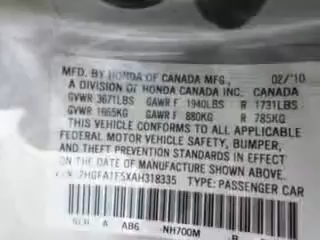 MFD. BY HONDA OF CANADA MFG., 02/10
A DIVISION OF HONDA CANADA INC. CANADA
GVWR 3671LBS GAWR F 1940LBS R 1731LBS
GVWR 1665KG GAWR F 880KG R 785KG
THIS VEHICLE CONFORMS TO ALL APPLICABLE
FEDERAL MOTOR VEHICLE SAFETY, BUMPER,
AND THEFT PREVENTION STANDARDS IN EFFECT
ON THE DATE OF MANUFACTURE SHOWN ABOVE.
2HGFA1F5XAH318335 TYPE: PASSENGER CAR
A AB6 NH700M